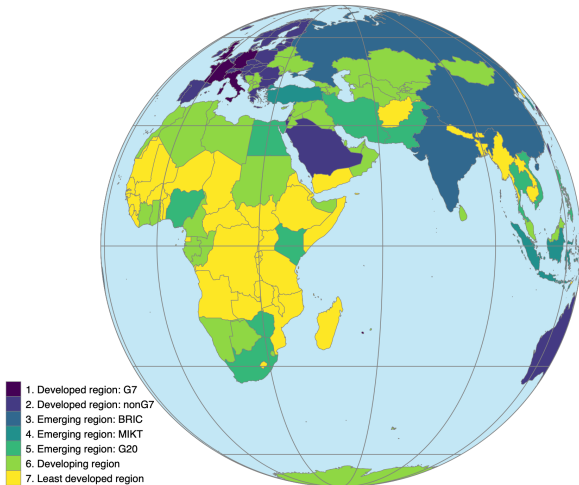 1. Developed region: G7
2. Developed region: nonG7
3. Emerging region: BRIC
4. Emerging region: MIKT
5. Emerging region: G20
6. Developing region
7. Least developed region